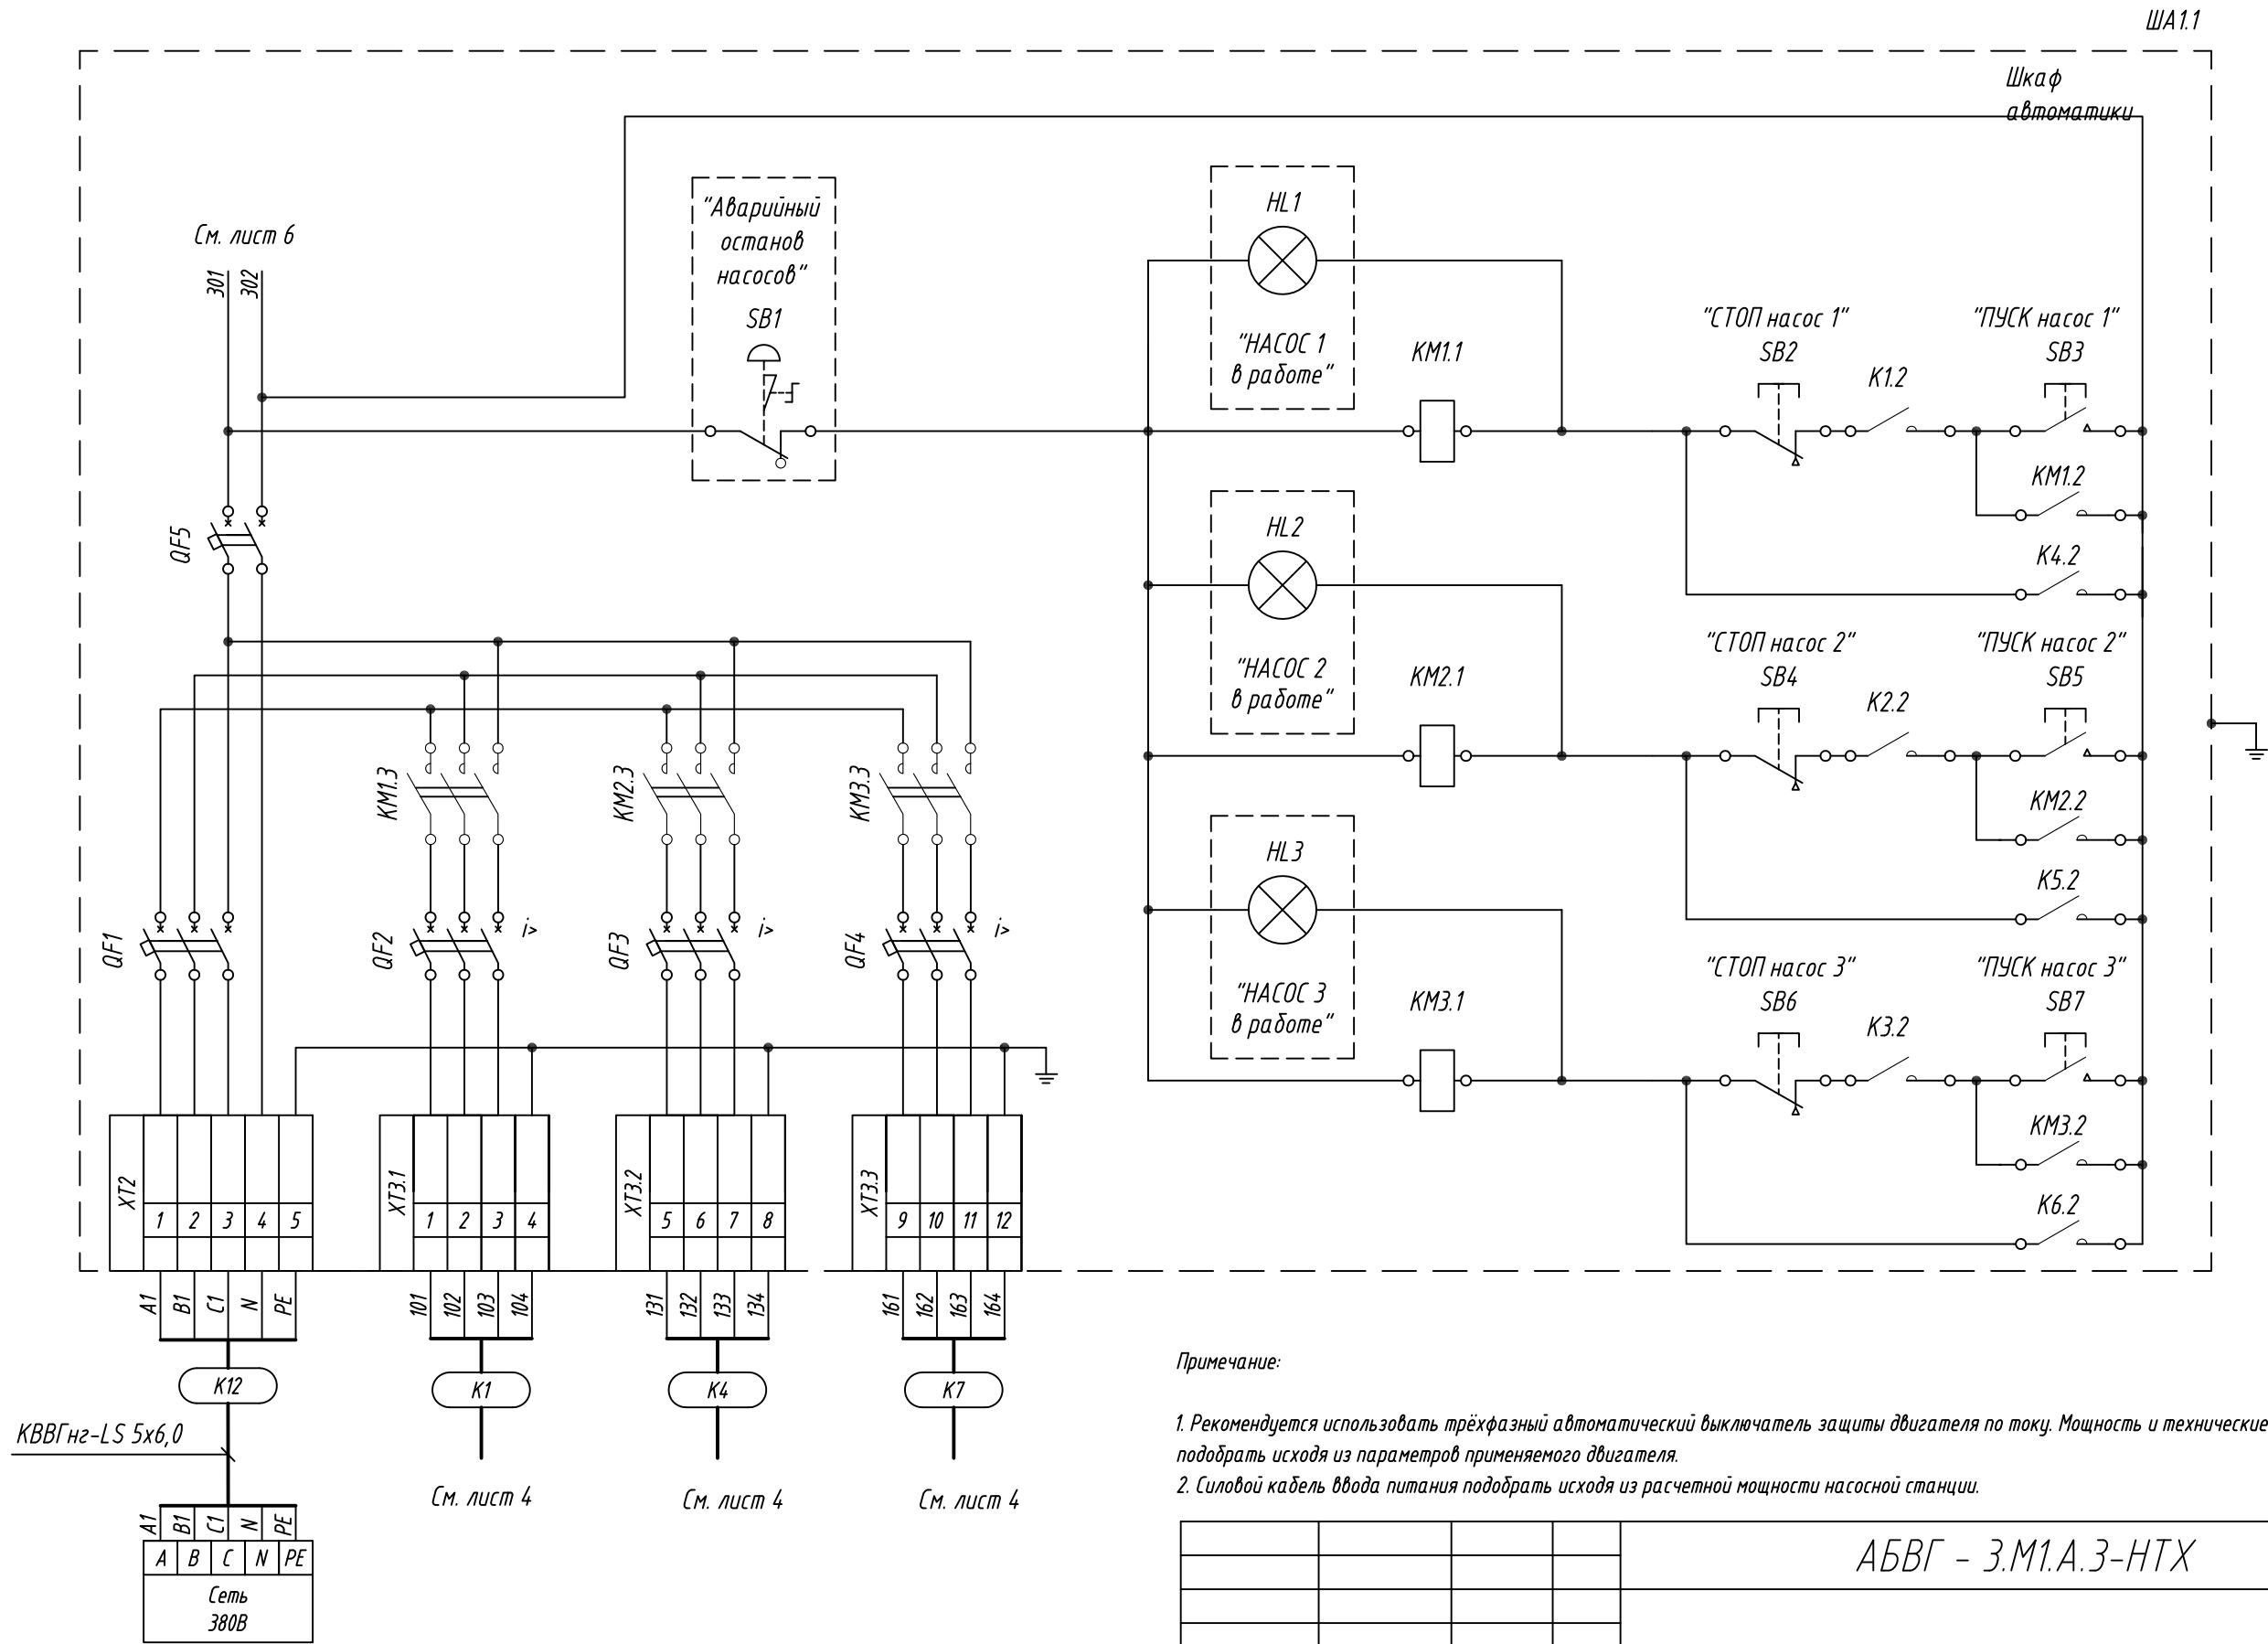 ША1.1
Шкаф
автоматики
См. лист 6
301
302
"Аварийный
останов
насосов"
SB1
HL1
"НАСОС 1
в работе"
KM1.1
"СТОП насос 1"
SB2
K1.2
"ПУСК насос 1"
SB3
KM1.2
K4.2
QF5
HL2
"НАСОС 2
в работе"
KM2.1
"СТОП насос 2"
SB4
K2.2
"ПУСК насос 2"
SB5
KM2.2
K5.2
KM1.3
KM2.3
KM3.3
HL3
"НАСОС 3
в работе"
KM3.1
"СТОП насос 3"
SB6
K3.2
"ПУСК насос 3"
SB7
KM3.2
K6.2
QF1
QF2
i>
QF3
i>
QF4
i>
XT2
1 2 3 4 5
XT3.1
1 2 3 4
XT3.2
5 6 7 8
XT3.3
9 10 11 12
A1 B1 C1 N PE
101 102 103 104
131 132 133 134
161 162 163 164
K12
K1
K4
K7
КВВГнг-LS 5х6,0
См. лист 4
См. лист 4
См. лист 4
A1 B1 C1 N PE
A B C N PE
Сеть
380В
Примечание:
1. Рекомендуется использовать трёхфазный автоматический выключатель защиты двигателя по току. Мощность и технические
подобрать исходя из параметров применяемого двигателя.
2. Силовой кабель ввода питания подобрать исходя из расчетной мощности насосной станции.
АБВГ - 3.М1.А.3-НТХ